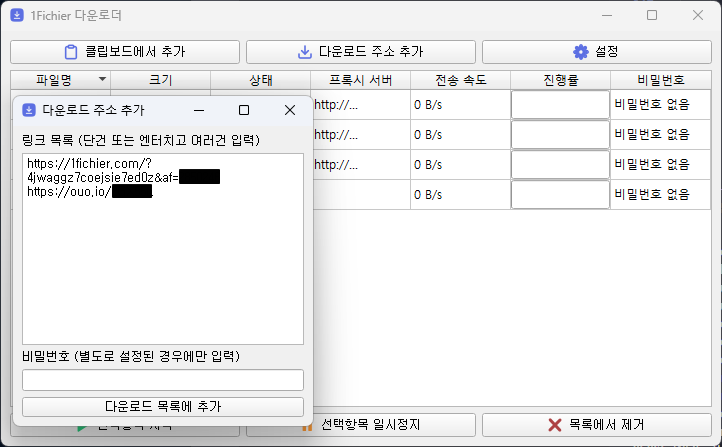 1Fichier 다운로더
클립보드에서 추가
다운로드 주소 추가
설정
파일명 크기 상태 프록시 서버 전송 속도 진행률 비밀번호
http://... 0 B/s 비밀번호 없음
http://... 0 B/s 비밀번호 없음
http://... 0 B/s 비밀번호 없음
0 B/s 비밀번호 없음
다운로드 주소 추가
링크 목록 (단건 또는 엔터치고 여러건 입력)
https://1fichier.com/?
4jwaggz7coejsie7ed0z&af=
https://ouo.io/
비밀번호 (별도로 설정된 경우에만 입력)
다운로드 목록에 추가
선택항목 일시정지
목록에서 제거